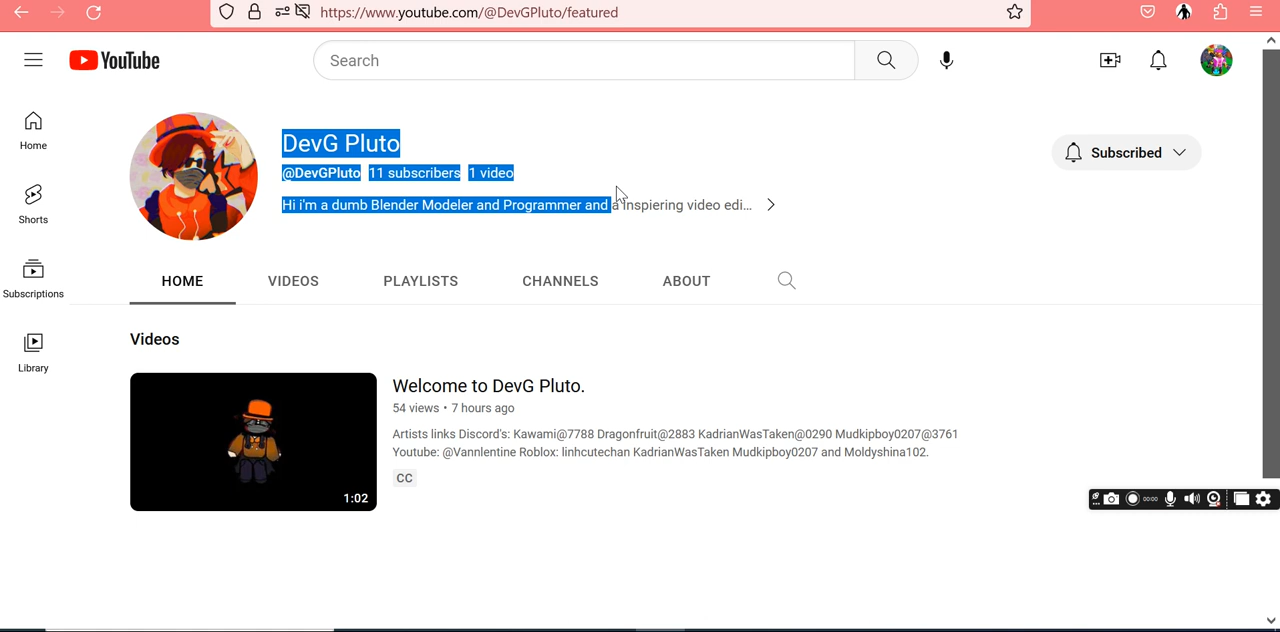 https://www.youtube.com/@DevGPluto/featured
YouTube
Search
Home
Shorts
Subscriptions
Library
DevG Pluto
@DevGPluto 11 subscribers 1 video
Hi i'm a dumb Blender Modeler and Programmer and a inspiering video edi...
Subscribed
HOME VIDEOS PLAYLISTS CHANNELS ABOUT
Videos
1:02
Welcome to DevG Pluto.
54 views • 7 hours ago
Artists links Discord's: Kawami@7788 Dragonfruit@2883 KadrianWasTaken@0290 Mudkipboy0207@3761
Youtube: @Vannlentine Roblox: linhcutechan KadrianWasTaken Mudkipboy0207 and Moldyshina102.
CC
00:00